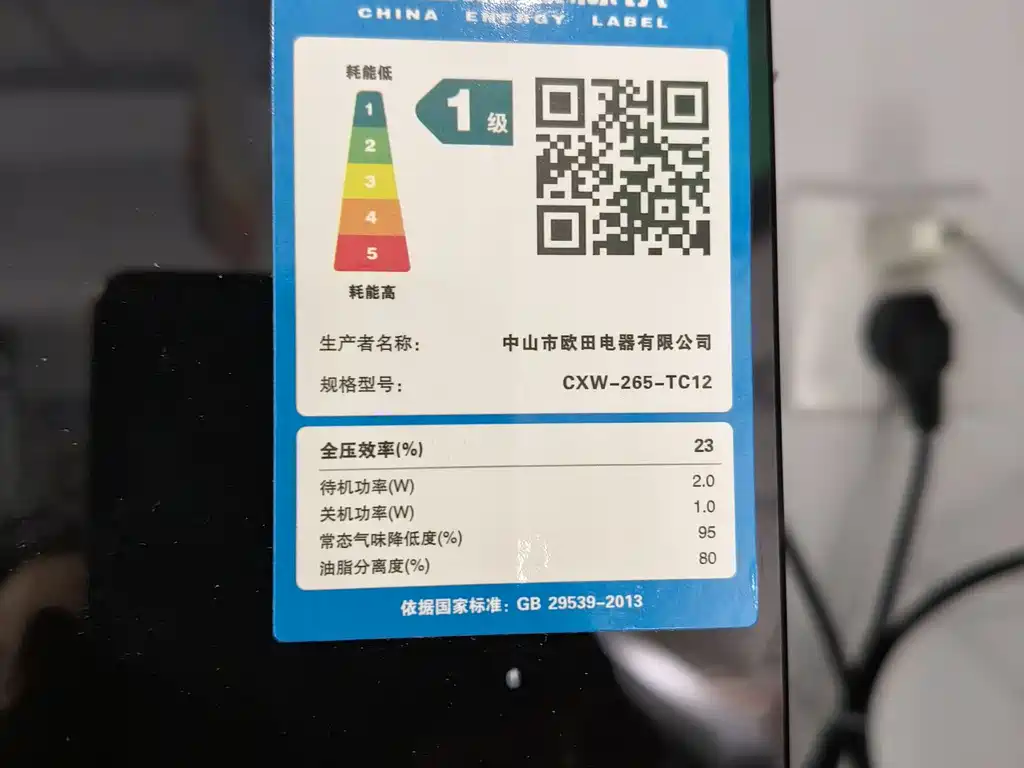 CHINA ENERGY LABEL
耗能低
1
2
3
4
5
耗能高
1级
生产者名称: 中山市欧田电器有限公司
规格型号: CXW-265-TC12
全压效率(%) 23
待机功率(W) 2.0
关机功率(W) 1.0
常态气味降低度(%) 95
油脂分离度(%) 80
依据国家标准: GB 29539-2013